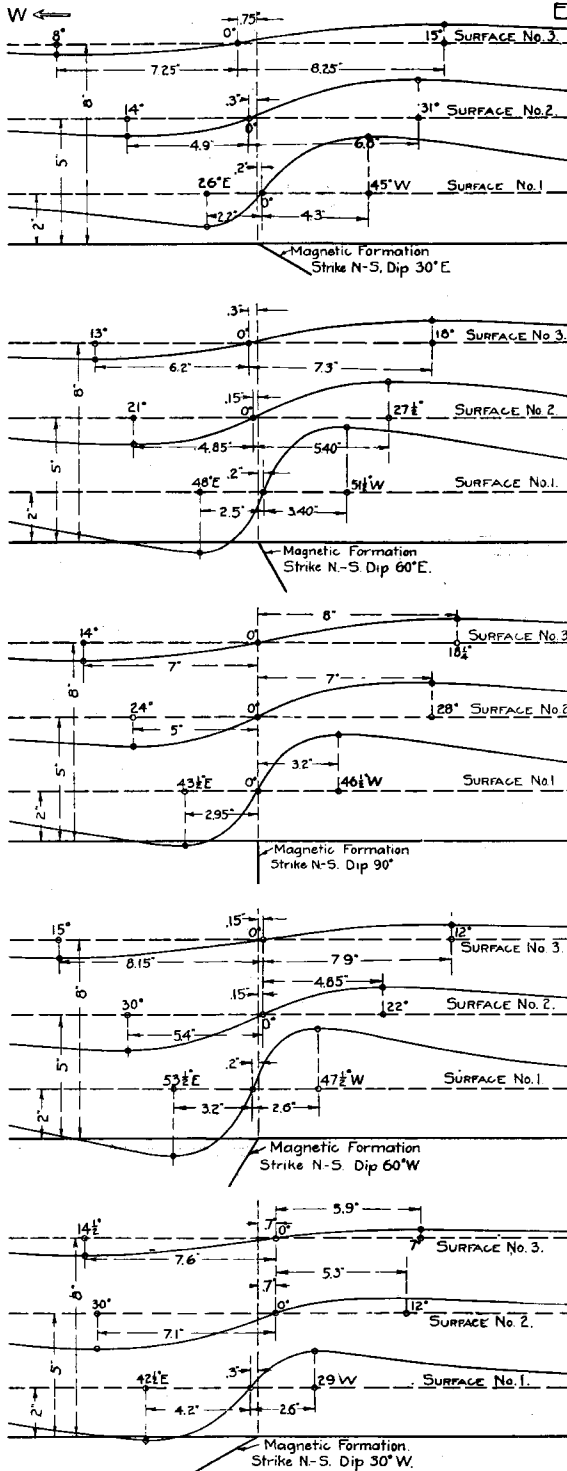 W E
.75"
8° 0° 15° SURFACE NO. 3.
7.25" 8.25"
8"
14° .3" 31° SURFACE NO. 2.
0°
4.9" 6.8"
5"
.2"
26°E 0° 45°W SURFACE NO. 1
2.2" 4.3"
2"
Magnetic Formation
Strike N-S, Dip 30°E
.3"
13° 0° 18° SURFACE NO. 3.
6.2" 7.3"
8"
21° .15" 27½° SURFACE NO. 2
0°
4.85" 5.40"
5"
.2"
48°E 51½°W SURFACE NO. 1.
2.5" 3.40"
2"
Magnetic Formation
Strike N.-S. Dip 60°E.
8"
14° 0° 18¼° SURFACE NO. 3
7"
8"
7"
24° 0° 28° SURFACE NO. 2
5"
5"
3.2"
43½°E 0° 46½°W SURFACE NO. 1
2.95"
2"
Magnetic Formation
Strike N-S. Dip 90°
.15"
15° 0° 12° SURFACE NO. 3.
8.15" 7.9"
8"
4.85"
30° .15" 22° SURFACE NO. 2.
0°
5.4"
5"
.2"
53½°E 47½°W SURFACE NO. 1.
3.2" 2.6"
2"
Magnetic Formation
Strike N-S. Dip 60°W
5.9"
14½° .7" 0° 7° SURFACE NO. 3.
7.6"
8"
5.3"
30° .7" 0° 12° SURFACE NO. 2.
7.1"
5"
.3"
42½°E 29 W SURFACE NO. 1.
4.2" 2.6"
2"
Magnetic Formation.
Strike N-S. Dip 30°W.